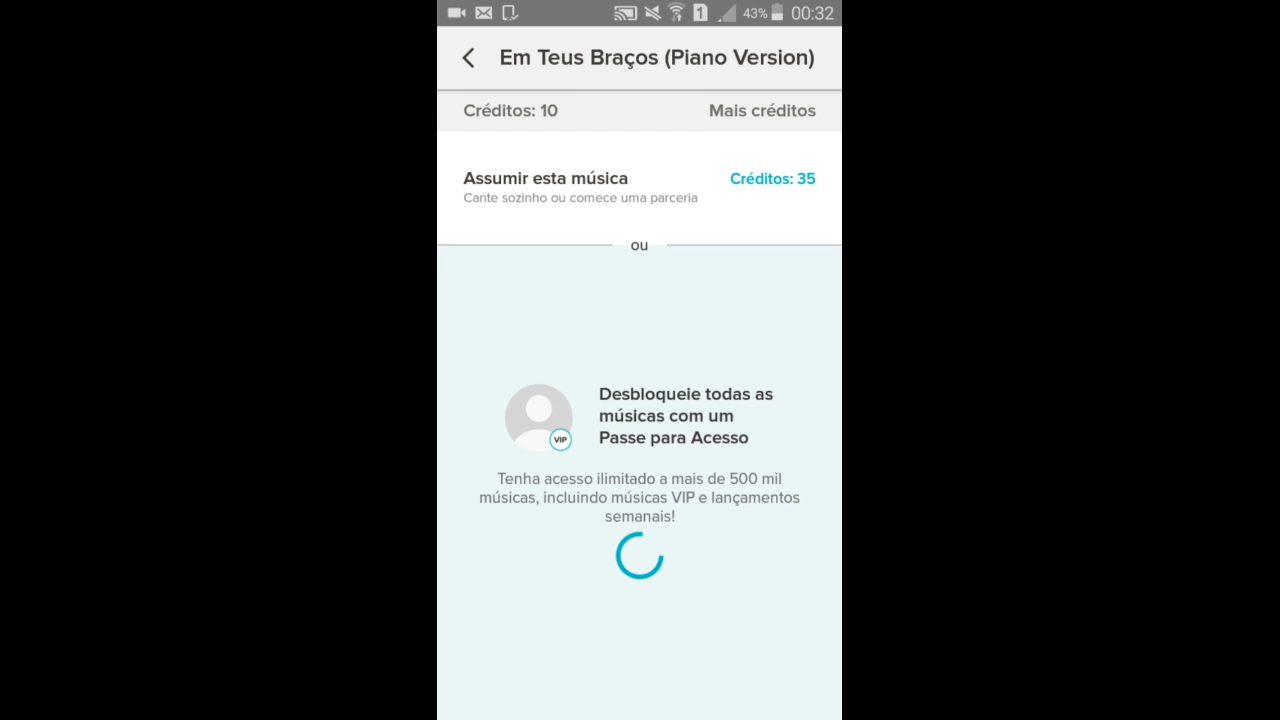 1 43% 00:32
Em Teus Braços (Piano Version)
Créditos: 10 Mais créditos
Assumir esta música Créditos: 35
Cante sozinho ou comece uma parceria
ou
Desbloqueie todas as
músicas com um
Passe para Acesso
VIP
Tenha acesso ilimitado a mais de 500 mil
músicas, incluindo músicas VIP e lançamentos
semanais!